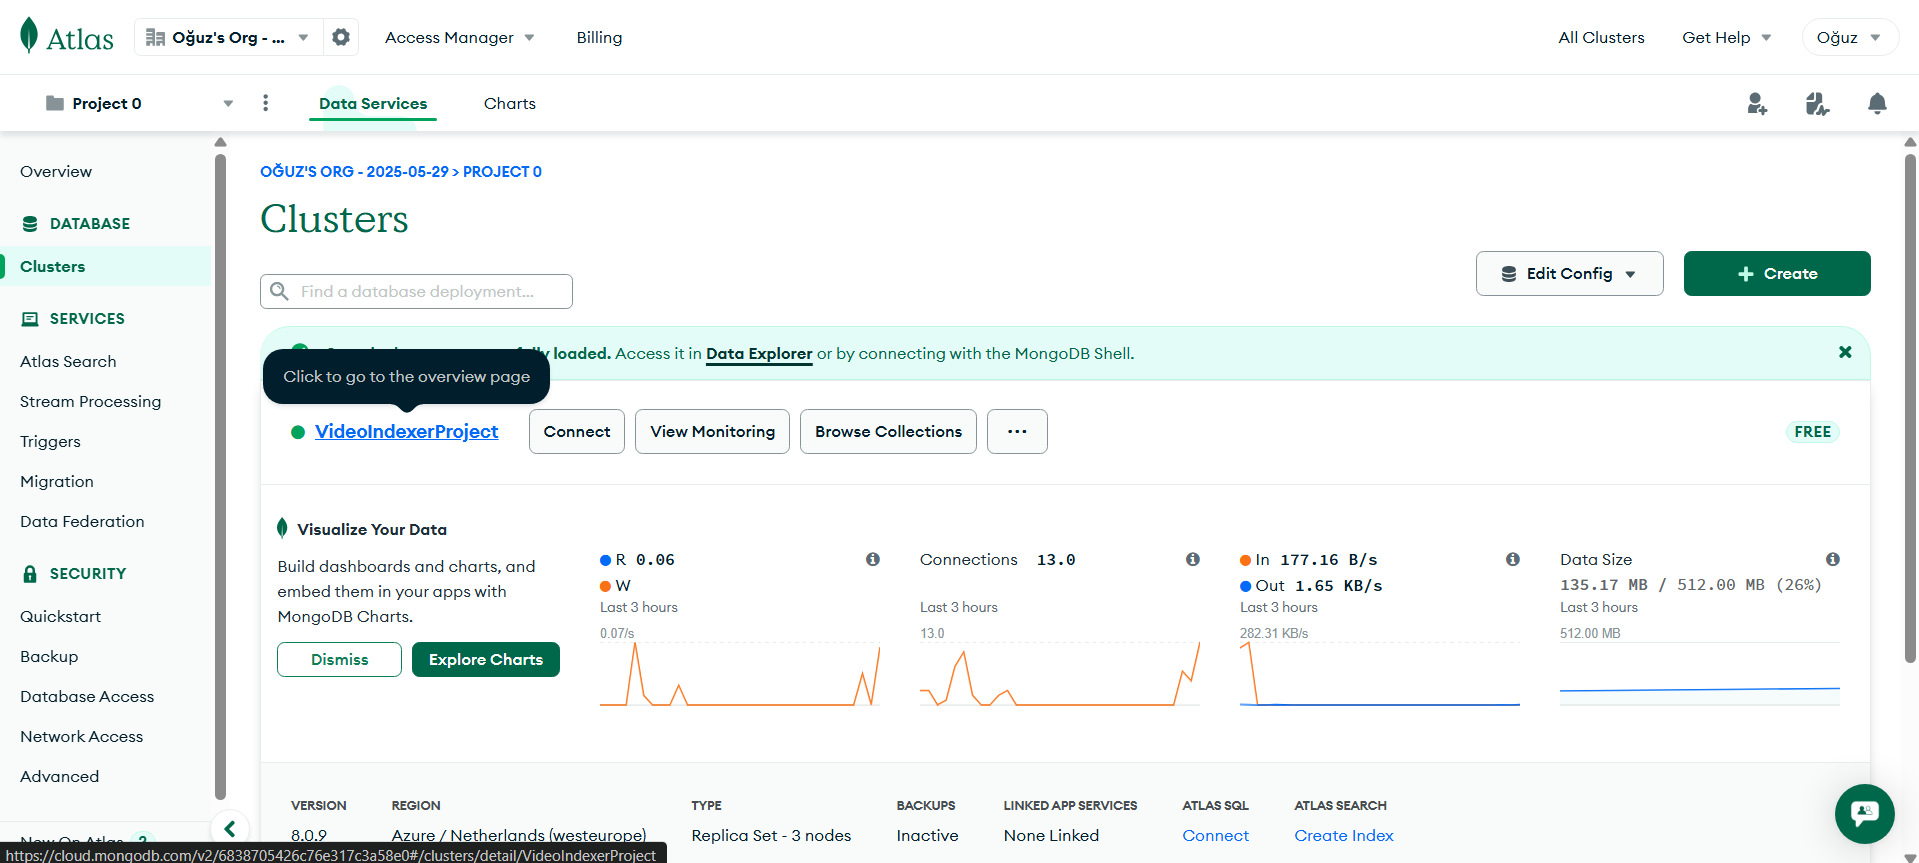 Atlas
Oğuz's Org - ...
Access Manager
Billing
All Clusters
Get Help
Oğuz
Project 0
Data Services
Charts
Overview
DATABASE
Clusters
SERVICES
Atlas Search
Stream Processing
Triggers
Migration
Data Federation
SECURITY
Quickstart
Backup
Database Access
Network Access
Advanced
OĞUZ'S ORG - 2025-05-29 > PROJECT 0
Clusters
Find a database deployment...
Edit Config
Create
loaded. Access it in Data Explorer or by connecting with the MongoDB Shell.
Click to go to the overview page
VideoIndexerProject
Connect
View Monitoring
Browse Collections
...
FREE
Visualize Your Data
Build dashboards and charts, and
embed them in your apps with
MongoDB Charts.
Dismiss
Explore Charts
R 0.06
W
Last 3 hours
0.07/s
Connections 13.0
Last 3 hours
13.0
In 177.16 B/s
Out 1.65 KB/s
Last 3 hours
282.31 KB/s
Data Size
135.17 MB / 512.00 MB (26%)
Last 3 hours
512.00 MB
VERSION
8.0.9
REGION
Azure / Netherlands (westeurope)
TYPE
Replica Set - 3 nodes
BACKUPS
Inactive
LINKED APP SERVICES
None Linked
ATLAS SQL
Connect
ATLAS SEARCH
Create Index
https://cloud.mongodb.com/v2/6838705426c76e317c3a58e0#/clusters/detail/VideoIndexerProject